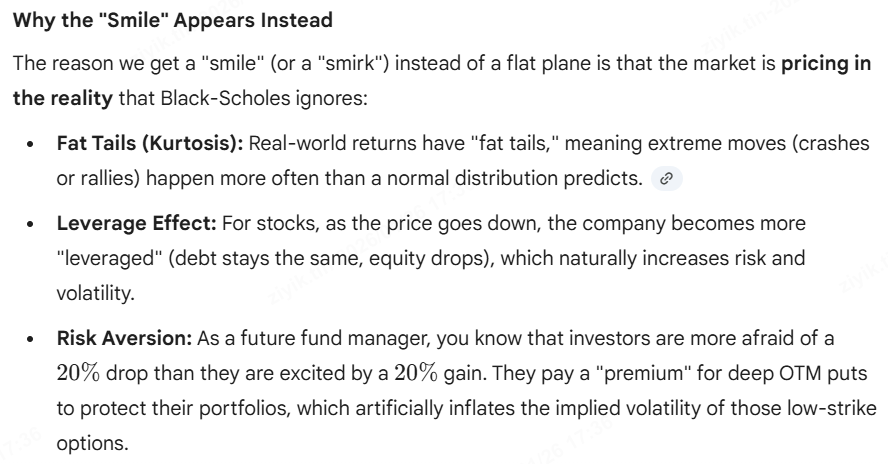 Why the "Smile" Appears Instead
The reason we get a "smile" (or a "smirk") instead of a flat plane is that the market is pricing in
the reality that Black-Scholes ignores:
• Fat Tails (Kurtosis): Real-world returns have "fat tails," meaning extreme moves (crashes
or rallies) happen more often than a normal distribution predicts.
• Leverage Effect: For stocks, as the price goes down, the company becomes more
"leveraged" (debt stays the same, equity drops), which naturally increases risk and
volatility.
• Risk Aversion: As a future fund manager, you know that investors are more afraid of a
20% drop than they are excited by a 20% gain. They pay a "premium" for deep OTM puts
to protect their portfolios, which artificially inflates the implied volatility of those low-strike
options.